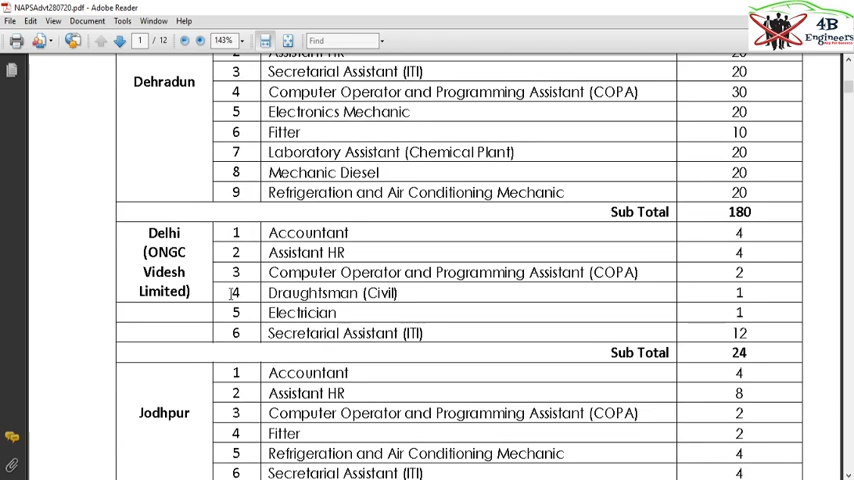 NAPSAdvt280720.pdf - Adobe Reader
File Edit View Document Tools Window Help
1 / 12 143% Find
4B
Engineers
2 Assistant HR 20
Dehradun
3 Secretarial Assistant (ITI) 20
4 Computer Operator and Programming Assistant (COPA) 30
5 Electronics Mechanic 20
6 Fitter 10
7 Laboratory Assistant (Chemical Plant) 20
8 Mechanic Diesel 20
9 Refrigeration and Air Conditioning Mechanic 20
Sub Total 180
Delhi 1 Accountant 4
(ONGC 2 Assistant HR 4
Videsh 3 Computer Operator and Programming Assistant (COPA) 2
Limited) 4 Draughtsman (Civil) 1
5 Electrician 1
6 Secretarial Assistant (ITI) 12
Sub Total 24
1 Accountant 4
2 Assistant HR 8
Jodhpur 3 Computer Operator and Programming Assistant (COPA) 2
4 Fitter 2
5 Refrigeration and Air Conditioning Mechanic 4
6 Secretarial Assistant (ITI) 4